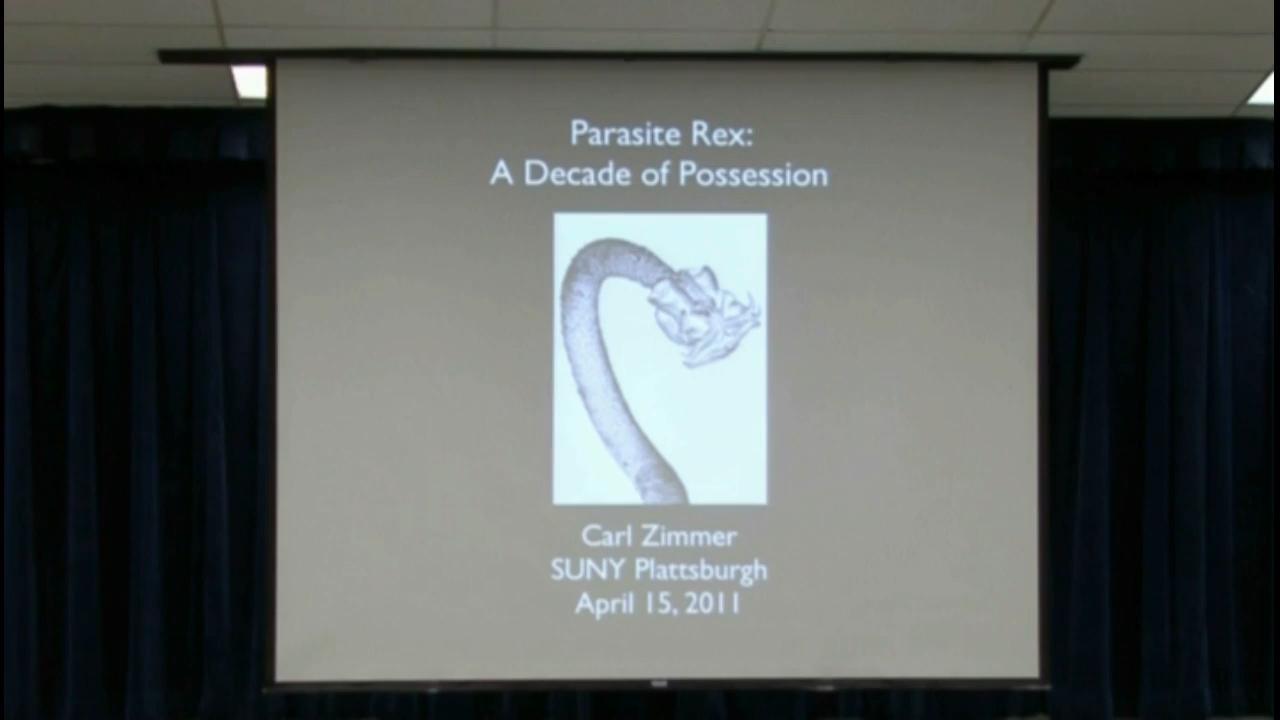 Parasite Rex:
A Decade of Possession
Carl Zimmer
SUNY Plattsburgh
April 15, 2011